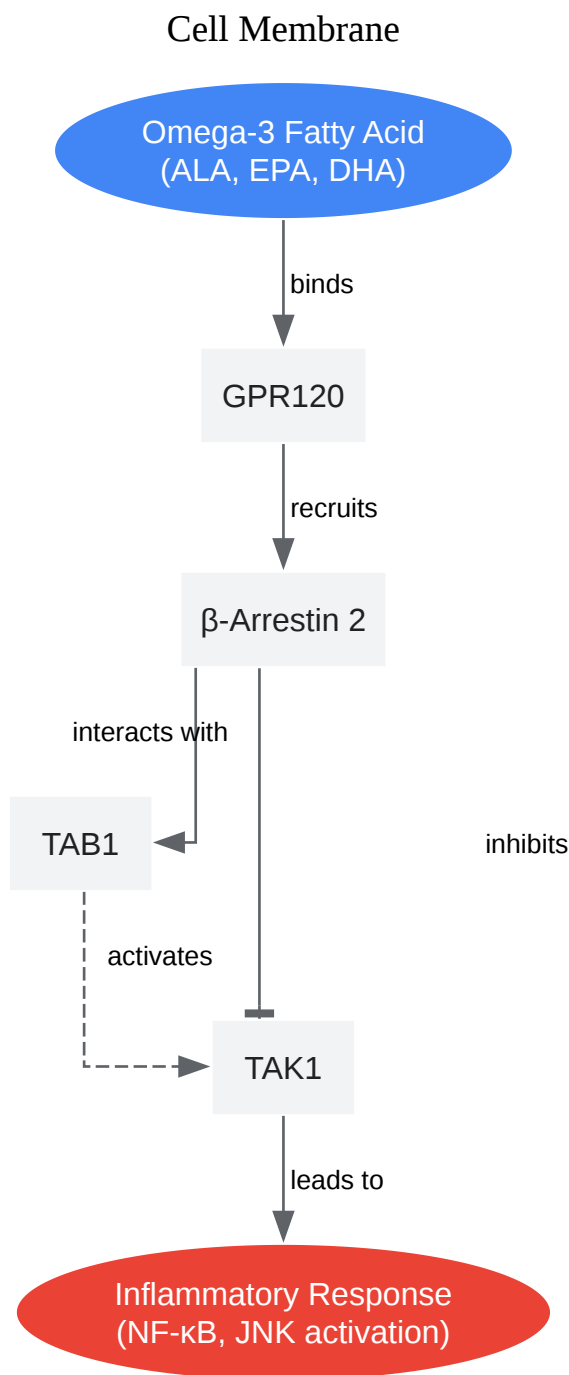 Cell Membrane
Omega-3 Fatty Acid
(ALA, EPA, DHA)
binds
GPR120
recruits
β-Arrestin 2
interacts with
TAB1
inhibits
activates
TAK1
leads to
Inflammatory Response
(NF-κB, JNK activation)